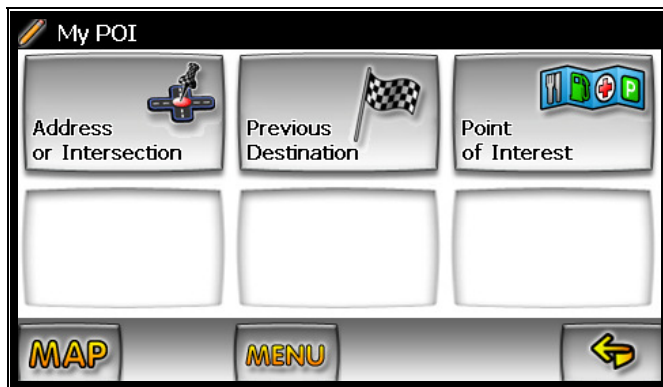 My POI
Address
or Intersection
Previous
Destination
Point
of Interest
P
MAP
MENU